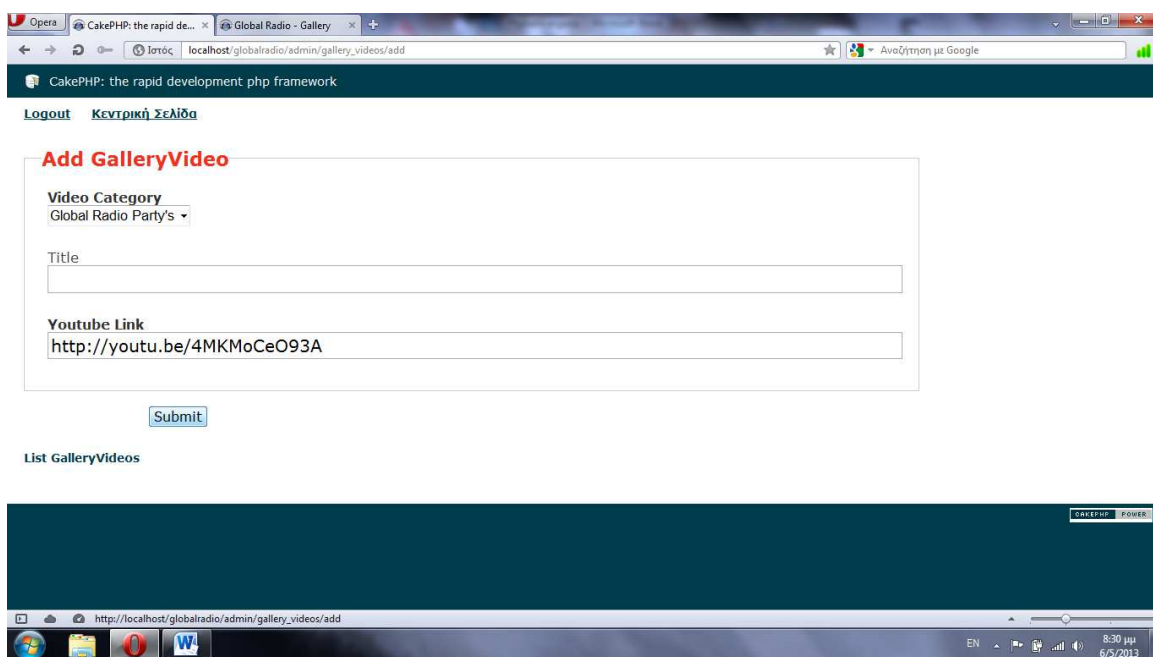 Opera
CakePHP: the rapid de...
Global Radio - Gallery
Ιστός
localhost/globalradio/admin/gallery_videos/add
Αναζήτηση με Google
CakePHP: the rapid development php framework
Logout Κεντρική Σελίδα
Add GalleryVideo
Video Category
Global Radio Party's
Title
Youtube Link
http://youtu.be/4MKMoCeO93A
Submit
List GalleryVideos
CAKEPHP POWER
http://localhost/globalradio/admin/gallery_videos/add
EN
8:30 μμ
6/5/2013